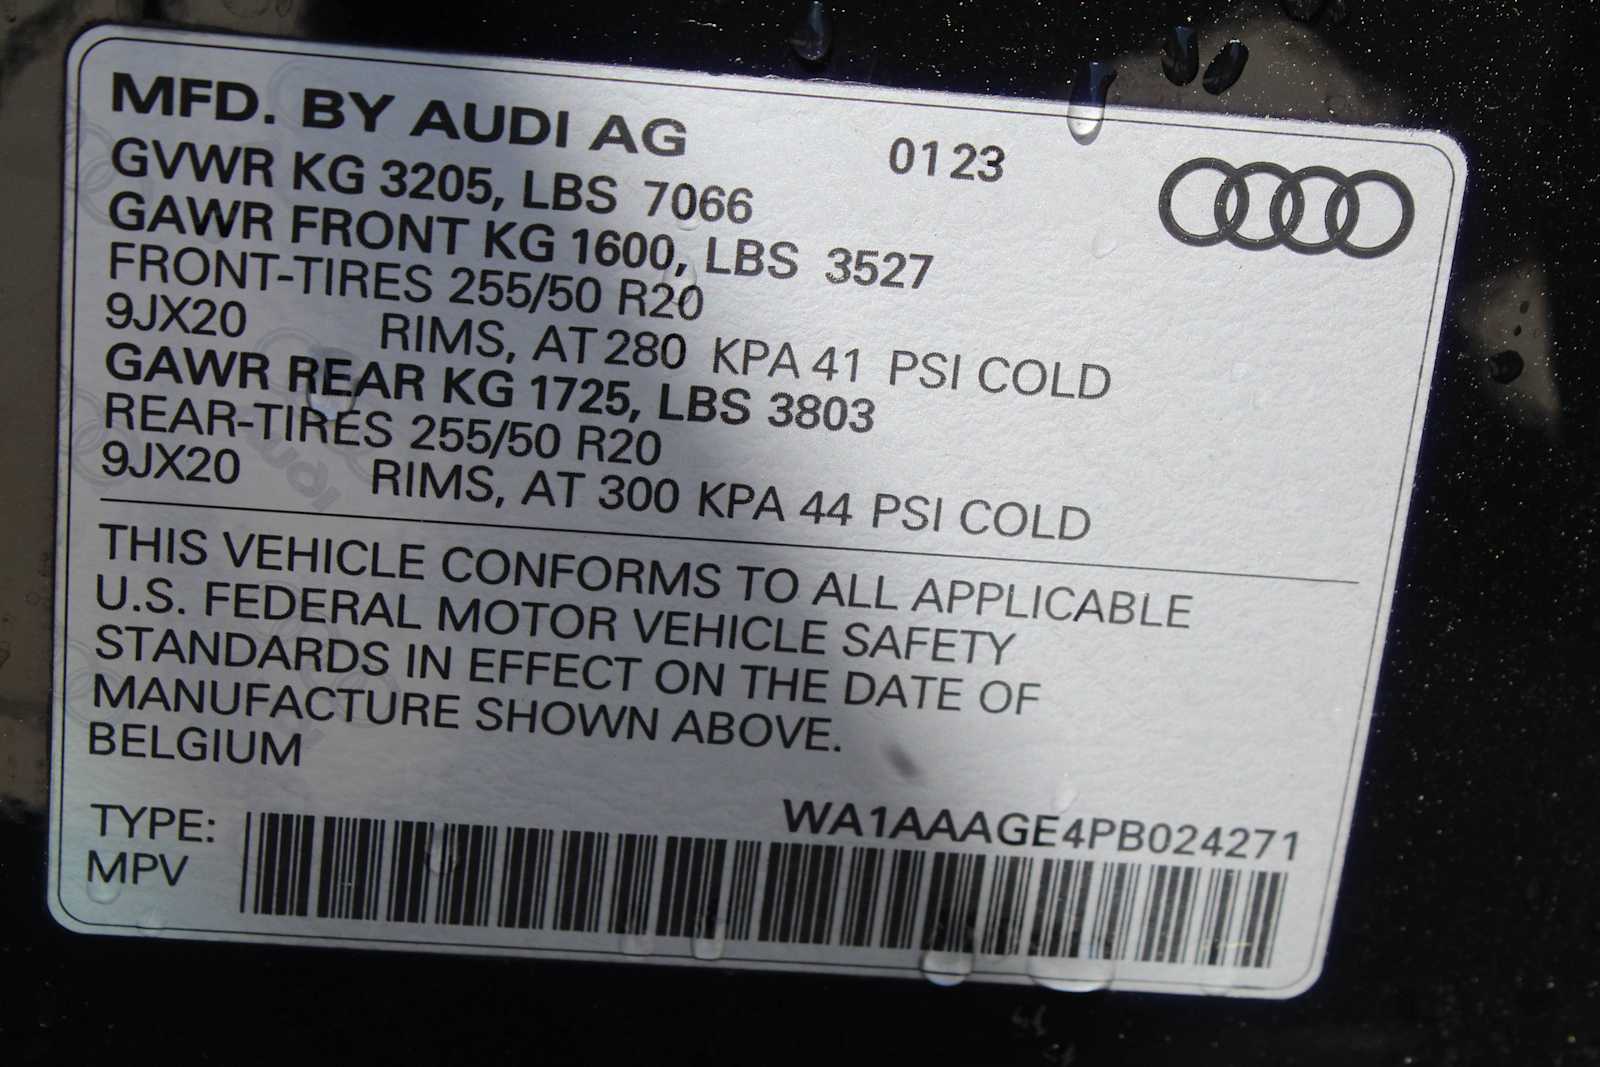 MFD. BY AUDI AG 0123
GVWR KG 3205, LBS 7066
GAWR FRONT KG 1600, LBS 3527
FRONT-TIRES 255/50 R20
9JX20 RIMS, AT 280 KPA 41 PSI COLD
GAWR REAR KG 1725, LBS 3803
REAR-TIRES 255/50 R20
9JX20 RIMS, AT 300 KPA 44 PSI COLD
THIS VEHICLE CONFORMS TO ALL APPLICABLE
U.S. FEDERAL MOTOR VEHICLE SAFETY
STANDARDS IN EFFECT ON THE DATE OF
MANUFACTURE SHOWN ABOVE.
BELGIUM
WA1AAAGE4PB024271
TYPE:
MPV